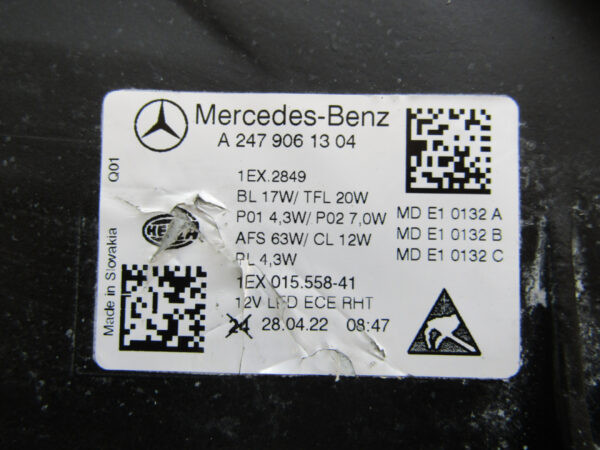 Mercedes-Benz
A 247 906 13 04
Q01
Made in Slovakia
1EX.2849
BL 17W/ TFL 20W
P01 4,3W/ P02 7,0W
AFS 63W/ CL 12W
RL 4,3W
HELLA
MD E1 0132 A
MD E1 0132 B
MD E1 0132 C
1EX 015.558-41
12V LED ECE RHT
24 28.04.22 08:47